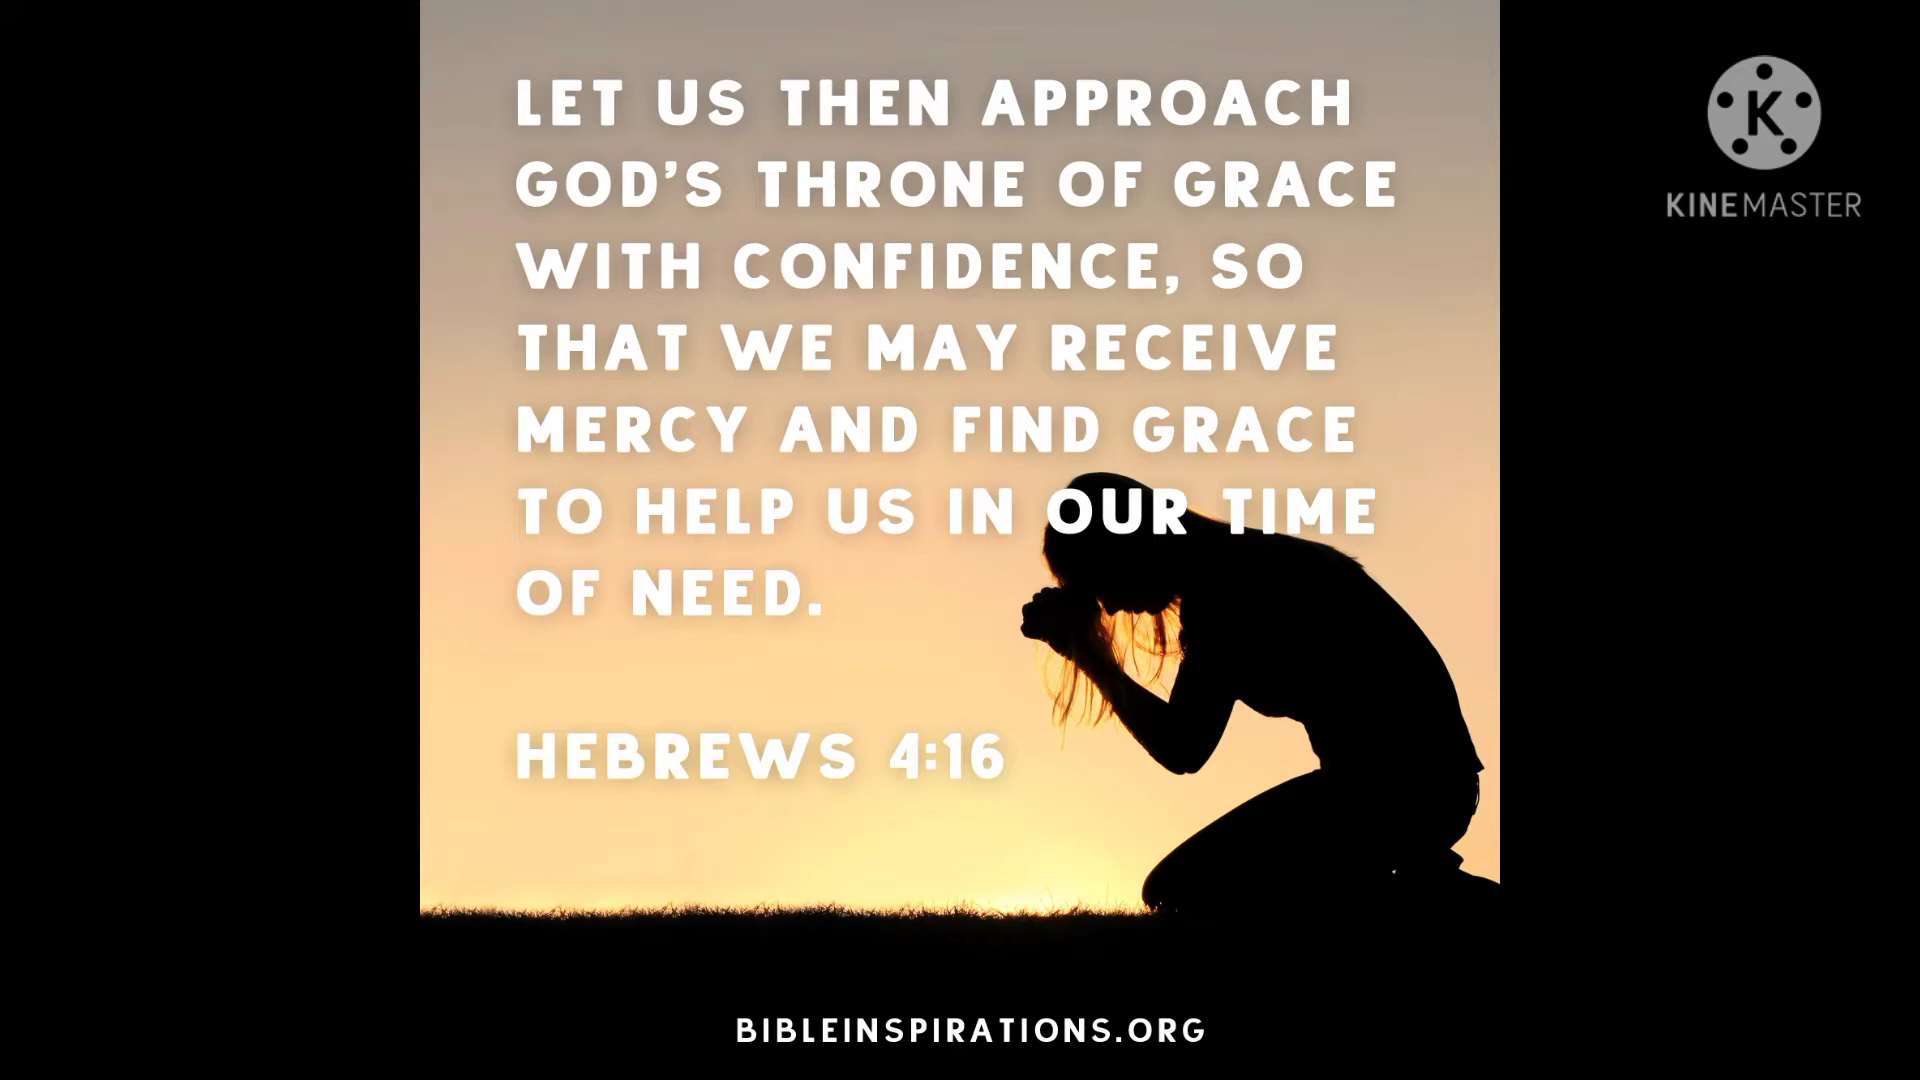 LET US THEN APPROACH
GOD'S THRONE OF GRACE
WITH CONFIDENCE, SO
THAT WE MAY RECEIVE
MERCY AND FIND GRACE
TO HELP US IN OUR TIME
OF NEED.
HEBREWS 4:16
BIBLEINSPIRATIONS.ORG
K
KINEMASTER